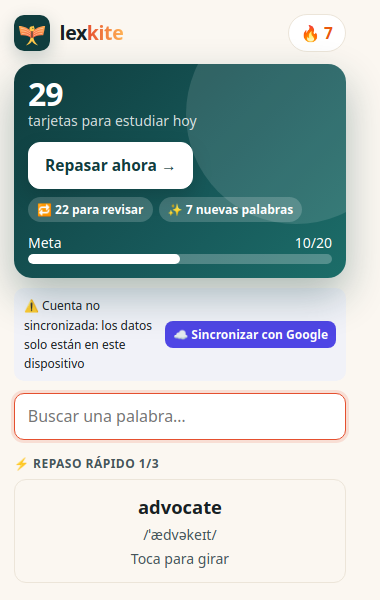 lexkite
🔥 7
29
tarjetas para estudiar hoy
Repasar ahora →
🔁 22 para revisar
✨ 7 nuevas palabras
Meta
10/20
⚠️ Cuenta no
sincronizada: los datos
solo están en este
dispositivo
☁️ Sincronizar con Google
Buscar una palabra...
⚡ REPASO RÁPIDO 1/3
advocate
/ˈædvəkeɪt/
Toca para girar